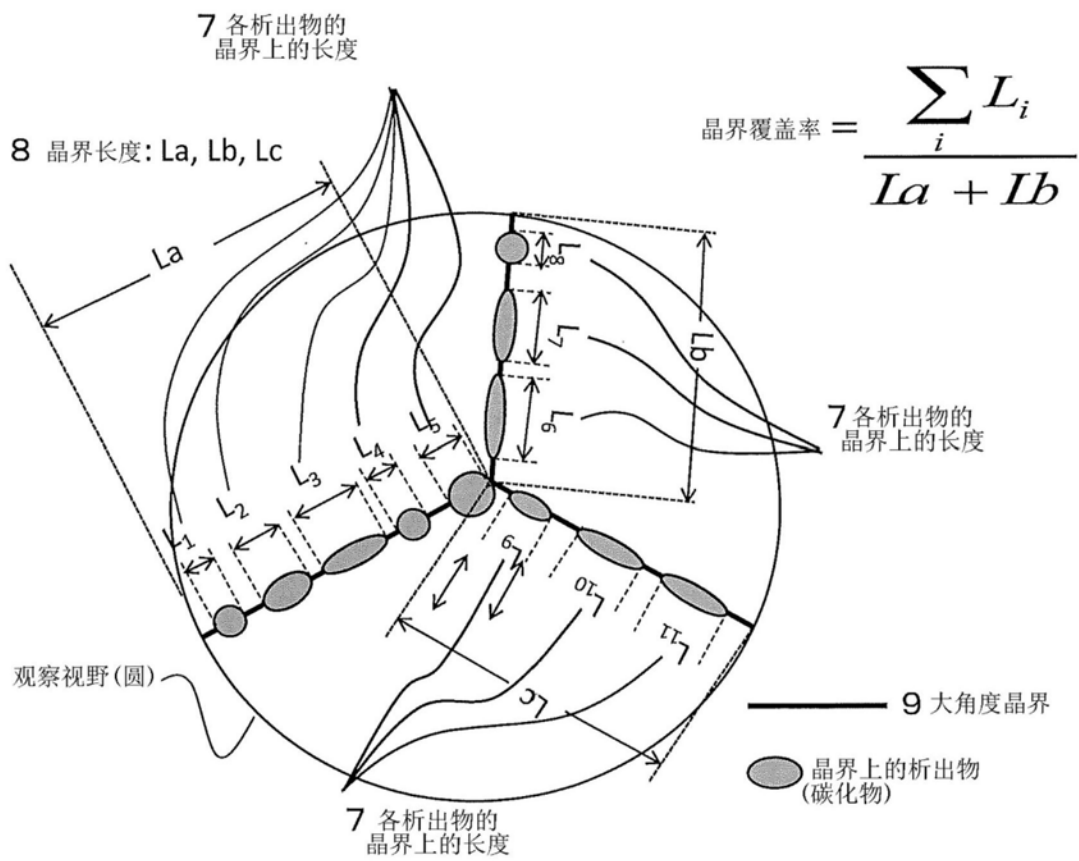 7 各析出物的
晶界上的长度
8 晶界长度: La, Lb, Lc
晶界覆盖率 =
∑ Li
i
La + Lb
La
L8
L7
L6
Lb
7 各析出物的
晶界上的长度
L5
L4
L3
L2
L1
L9
L10
L11
Lc
观察视野(圆)
9 大角度晶界
晶界上的析出物
(碳化物)
7 各析出物的
晶界上的长度